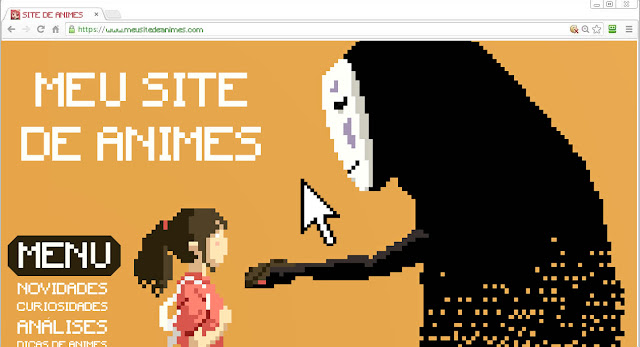 SITE DE ANIMES
https://www.meusitedeanimes.com
MEU SITE
DE ANIMES
MENU
NOVIDADES
CURIOSIDADES
ANÁLISES
DICAS DE ANIMES